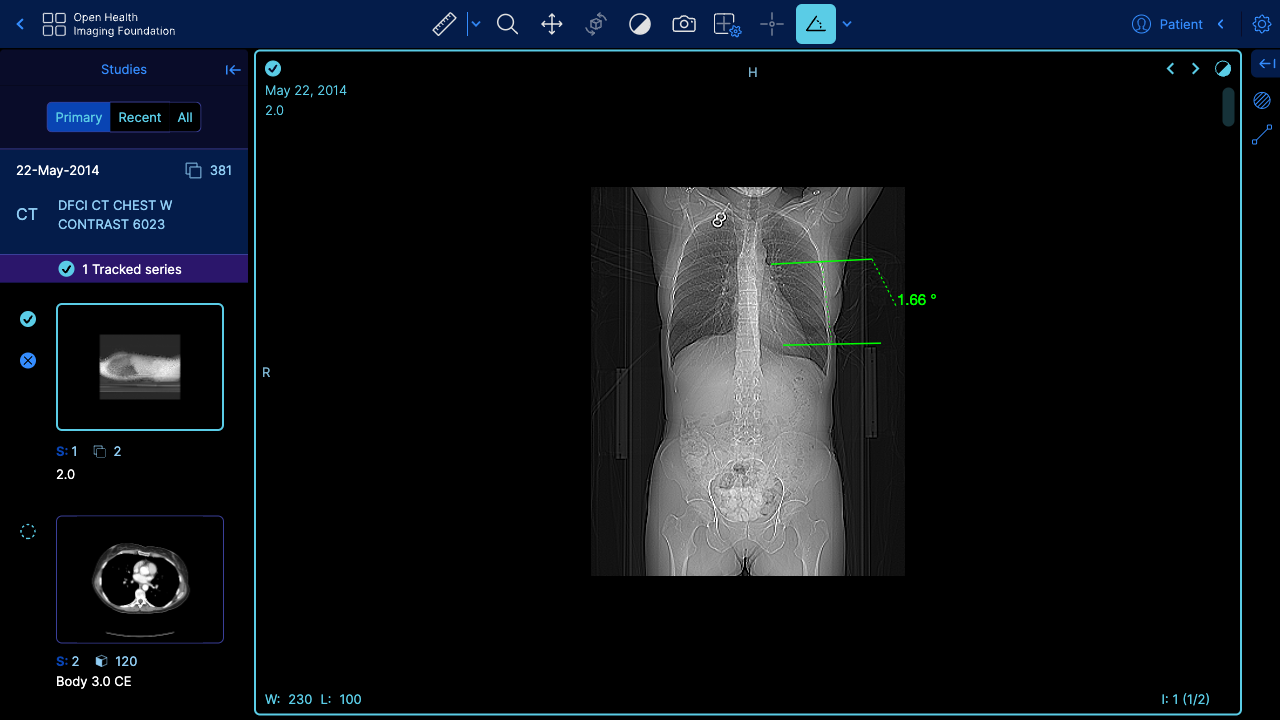 Open Health
Imaging Foundation
Patient
Studies
Primary Recent All
22-May-2014 381
CT DFCI CT CHEST W
CONTRAST 6023
1 Tracked series
S: 1 2
2.0
S: 2 120
Body 3.0 CE
H
May 22, 2014
2.0
R
1.66 º
W: 230 L: 100
I: 1 (1/2)